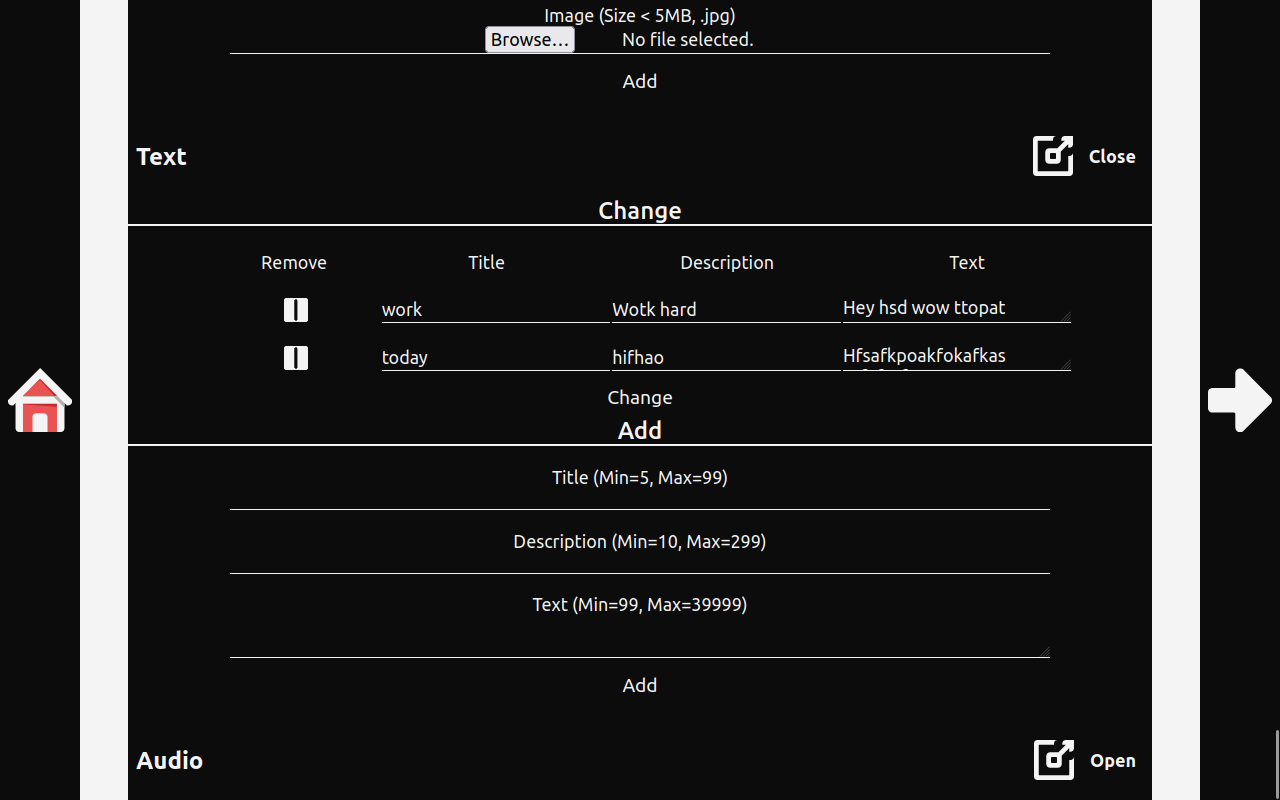 Image (Size < 5MB, .jpg)
Browse... No file selected.
Add
Text Close
Change
Remove Title Description Text
work Wotk hard Hey hsd wow ttopat
today hifhao Hfsafkpoakfokafkas
Change
Add
Title (Min=5, Max=99)
Description (Min=10, Max=299)
Text (Min=99, Max=39999)
Add
Audio Open